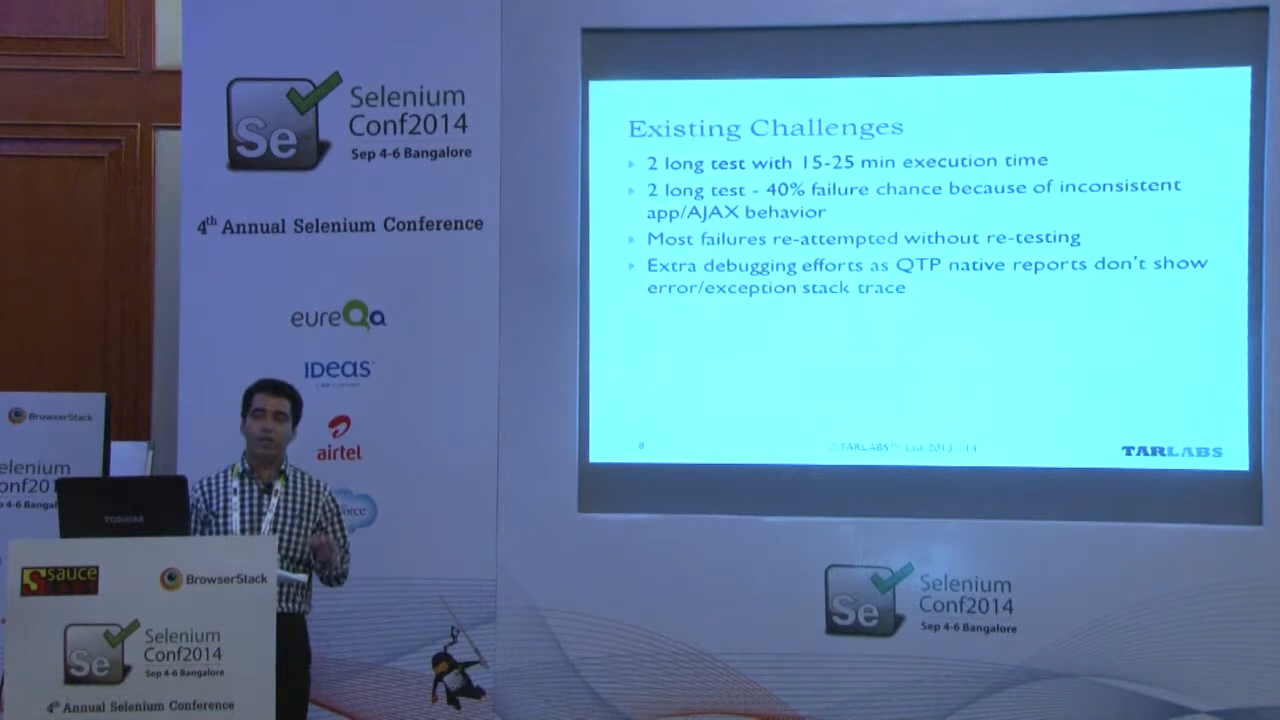 Se
Selenium
Conf2014
Sep 4-6 Bangalore
4th Annual Selenium Conference
eureQa
IDeaS
airtel
Existing Challenges
2 long test with 15-25 min execution time
2 long test - 40% failure chance because of inconsistent
app/AJAX behavior
Most failures re-attempted without re-testing
Extra debugging efforts as QTP native reports don't show
error/exception stack trace
8
TARLABS
BrowserStack
elenium
TOSHIBA
sauce
BrowserStack
Se
Selenium
Conf2014
Sep 4-6 Bangalore
4th Annual Selenium Conference
Se
Selenium
Conf2014
Sep 4-6 Bangalore